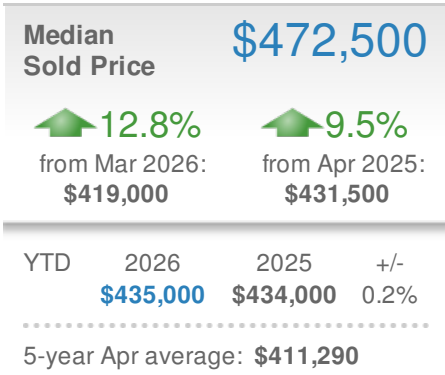 Median $472,500
Sold Price
12.8% 9.5%
from Mar 2026: from Apr 2025:
$419,000 $431,500
YTD 2026 2025 +/-
$435,000 $434,000 0.2%
5-year Apr average: $411,290